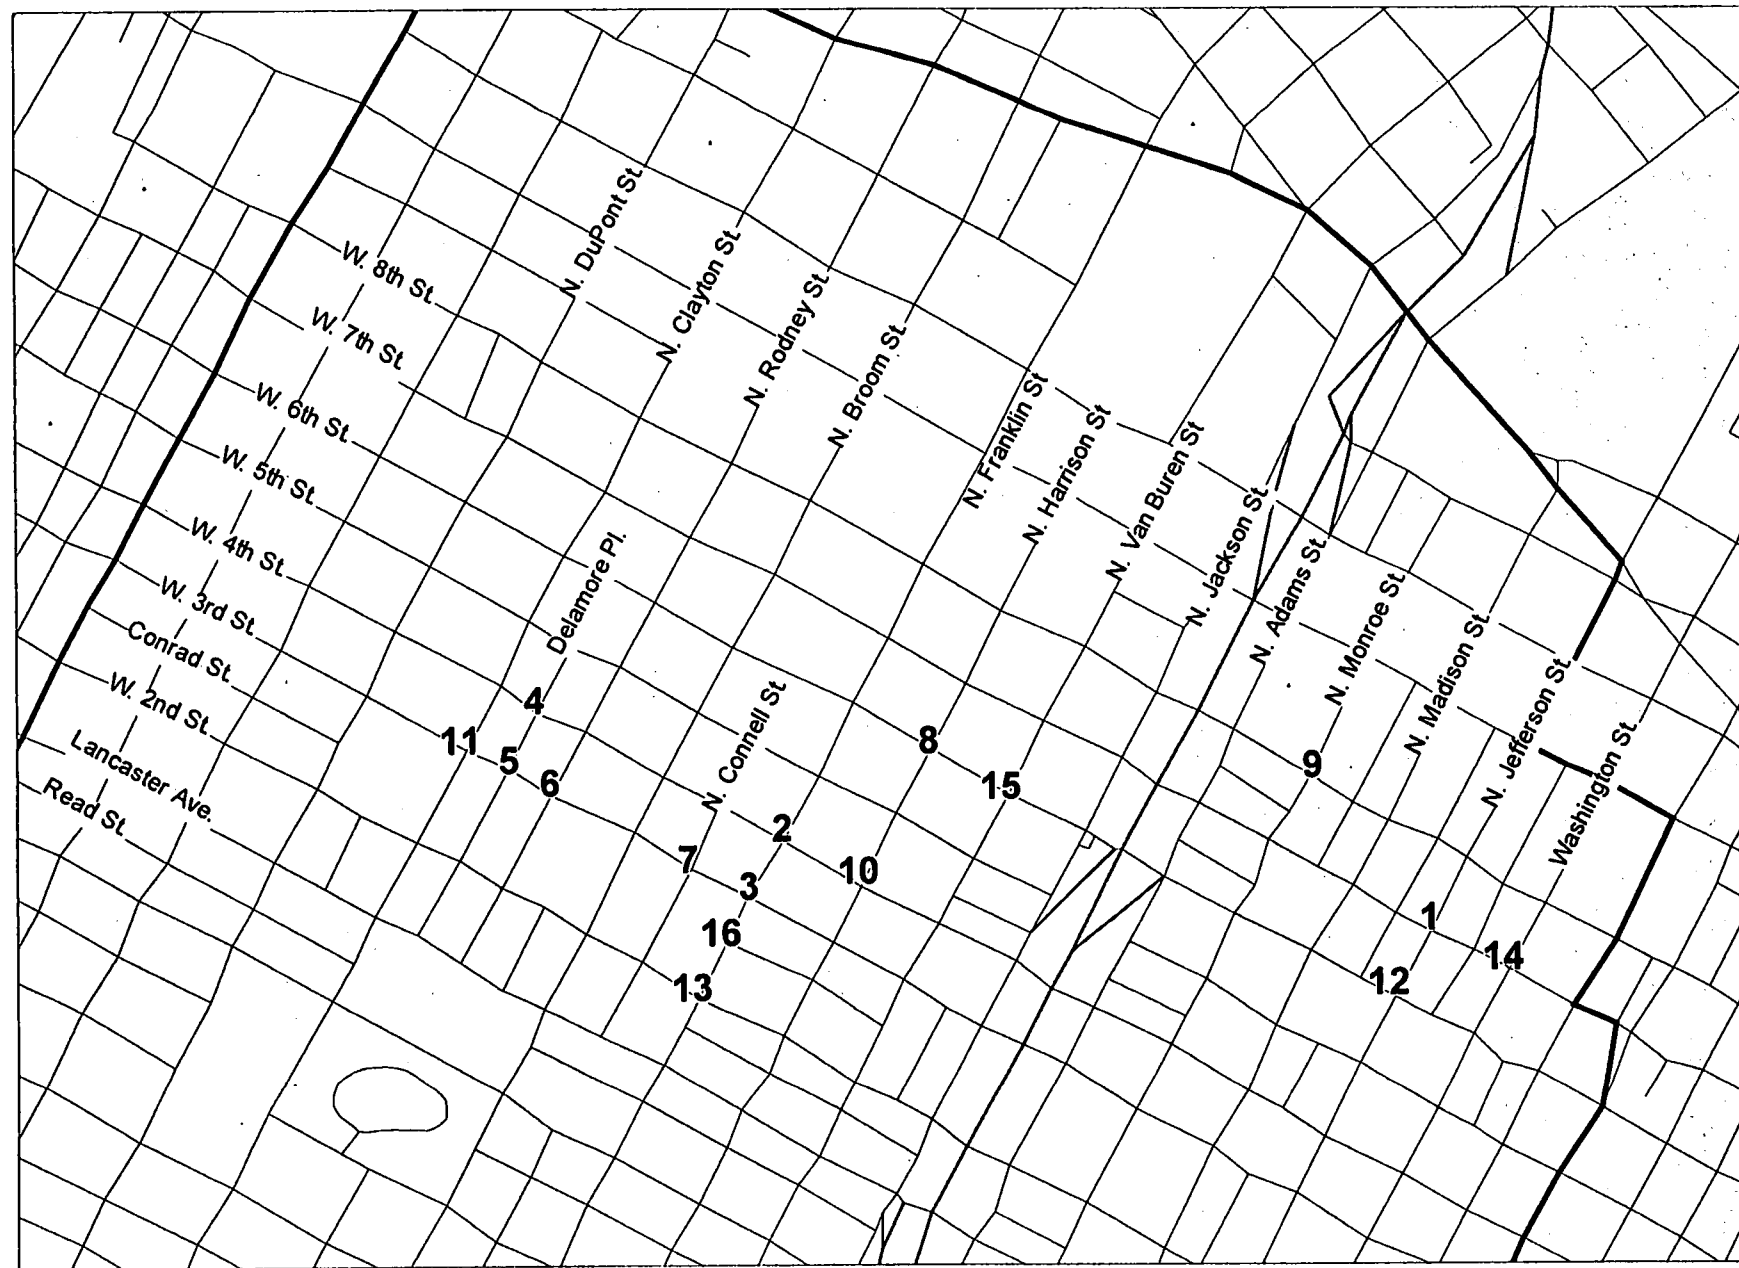 N. DuPont St.
N. Clayton St.
N. Rodney St.
N. Broom St.
N. Franklin St
N. Harrison St
N. Van Buren St
N. Jackson St.
N. Adams St.
N. Monroe St
N. Madison St
N. Jefferson St
Washington St.
W. 8th St.
W. 7th St.
W. 6th St.
W. 5th St.
W. 4th St.
W. 3rd St.
Conrad St.
W. 2nd St.
Lancaster Ave.
Read St.
Delamore Pl.
N. Connell St
4
11
5
6
8
15
9
2
7
10
3
16
13
1
14
12